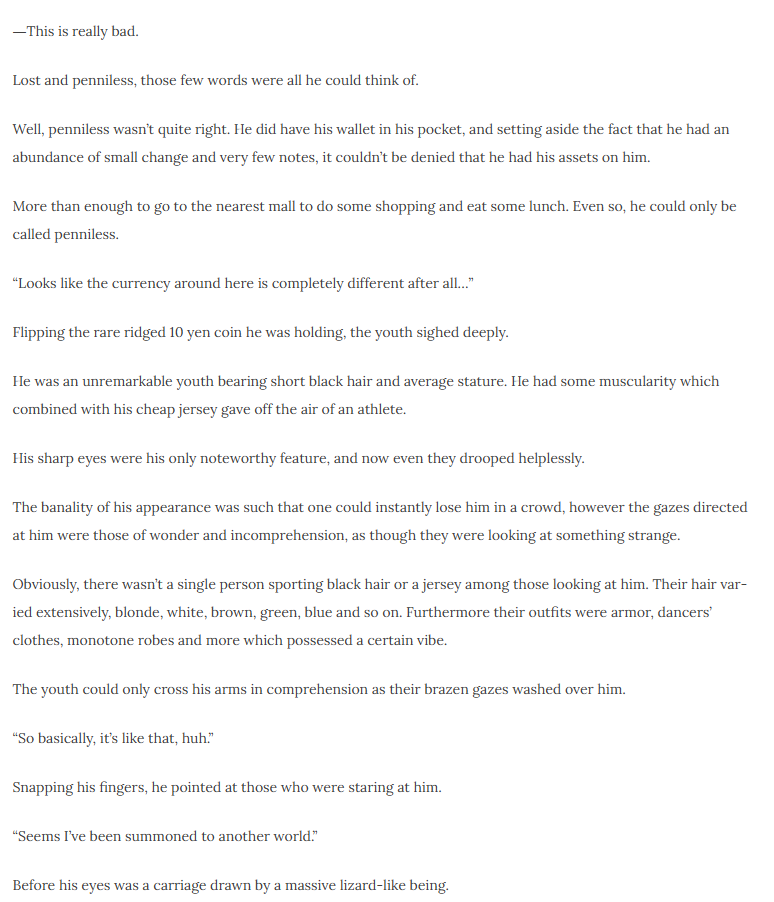 —This is really bad.
Lost and penniless, those few words were all he could think of.
Well, penniless wasn’t quite right. He did have his wallet in his pocket, and setting aside the fact that he had an
abundance of small change and very few notes, it couldn’t be denied that he had his assets on him.
More than enough to go to the nearest mall to do some shopping and eat some lunch. Even so, he could only be
called penniless.
“Looks like the currency around here is completely different after all…”
Flipping the rare ridged 10 yen coin he was holding, the youth sighed deeply.
He was an unremarkable youth bearing short black hair and average stature. He had some muscularity which
combined with his cheap jersey gave off the air of an athlete.
His sharp eyes were his only noteworthy feature, and now even they drooped helplessly.
The banality of his appearance was such that one could instantly lose him in a crowd, however the gazes directed
at him were those of wonder and incomprehension, as though they were looking at something strange.
Obviously, there wasn’t a single person sporting black hair or a jersey among those looking at him. Their hair var-
ied extensively, blonde, white, brown, green, blue and so on. Furthermore their outfits were armor, dancers’
clothes, monotone robes and more which possessed a certain vibe.
The youth could only cross his arms in comprehension as their brazen gazes washed over him.
“So basically, it’s like that, huh.”
Snapping his fingers, he pointed at those who were staring at him.
“Seems I’ve been summoned to another world.”
Before his eyes was a carriage drawn by a massive lizard-like being.